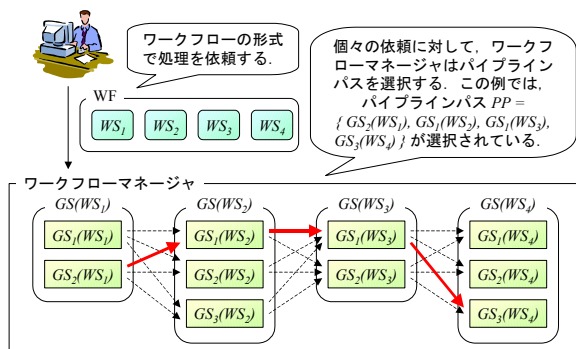 ワークフローの形式
で処理を依頼する．
個々の依頼に対して，ワークフ
ローマネージャはパイプライン
パスを選択する．この例では，
パイプラインパス PP =
{ GS2(WS1), GS1(WS2), GS1(WS3),
GS3(WS4) } が選択されている．
WF
WS1 WS2 WS3 WS4
ワークフローマネージャ
GS(WS1) GS(WS2) GS(WS3) GS(WS4)
GS1(WS1) GS1(WS2) GS1(WS3) GS1(WS4)
GS2(WS1) GS2(WS2) GS2(WS3) GS2(WS4)
GS3(WS2) GS3(WS4)